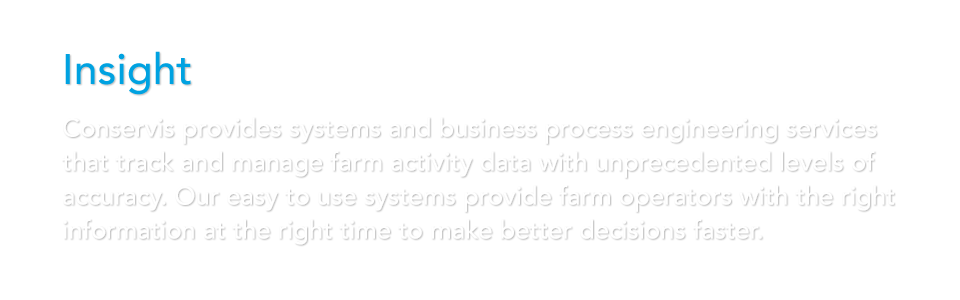 Insight
Conservis provides systems and business process engineering services
that track and manage farm activity data with unprecedented levels of
accuracy. Our easy to use systems provide farm operators with the right
information at the right time to make better decisions faster.